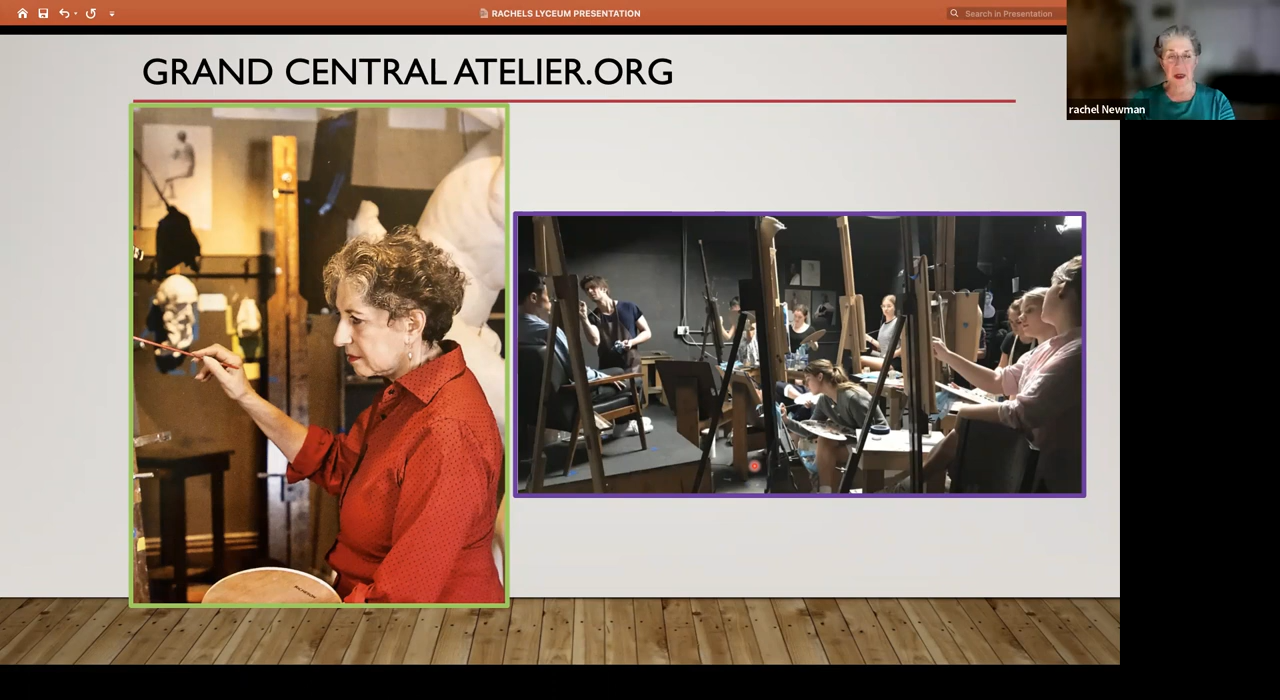 RACHELS LYCEUM PRESENTATION
Search in Presentation
GRAND CENTRAL ATELIER.ORG
rachel Newman